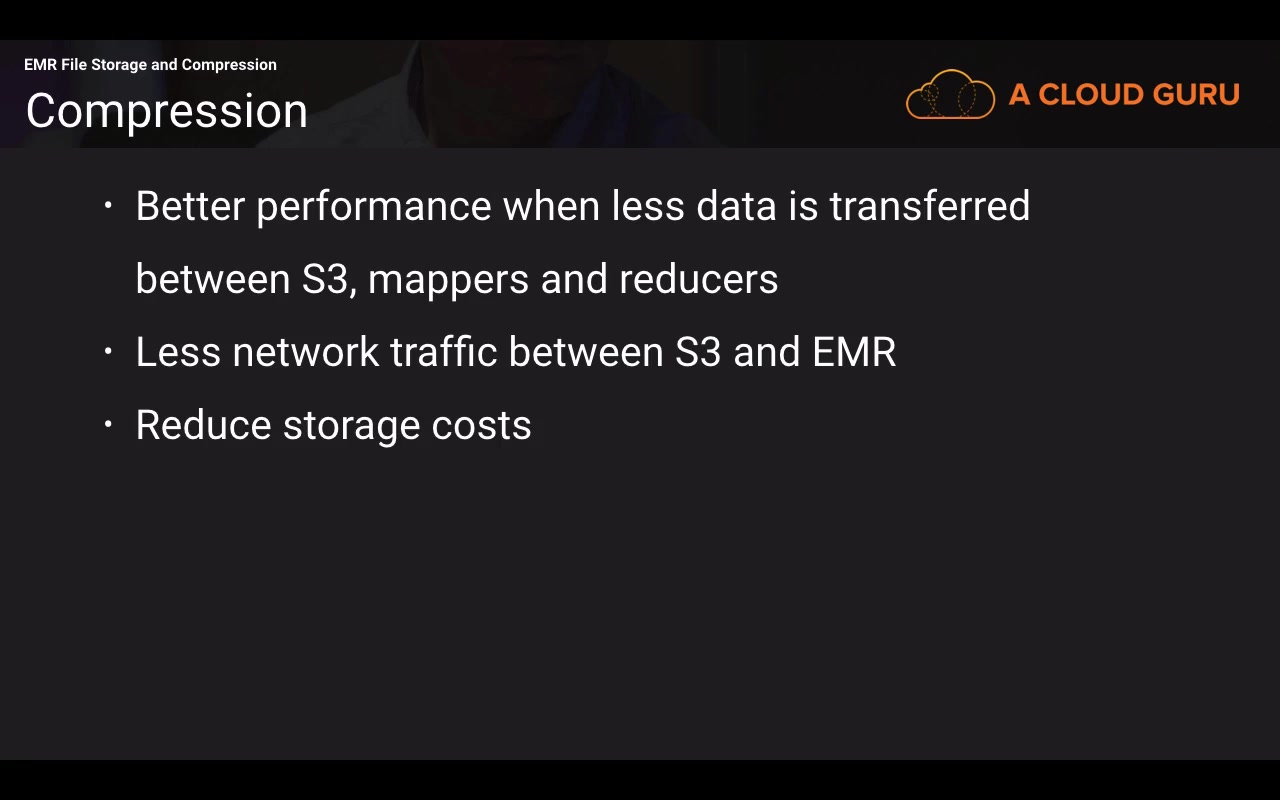 EMR File Storage and Compression
Compression
A CLOUD GURU
• Better performance when less data is transferred
between S3, mappers and reducers
• Less network traffic between S3 and EMR
• Reduce storage costs